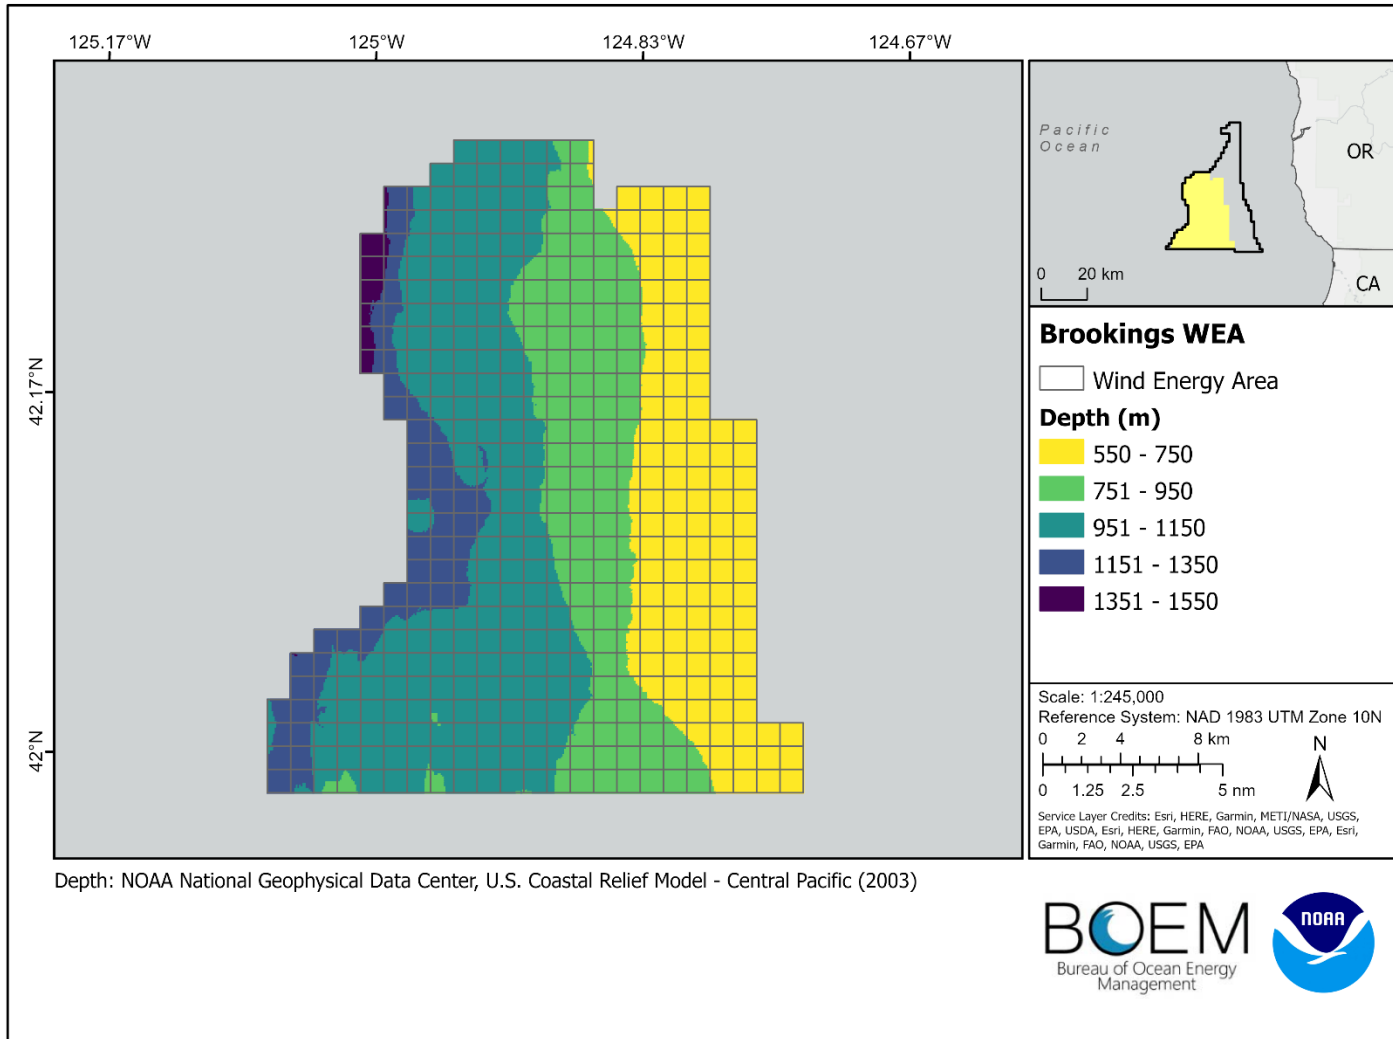 125.17°W 125°W 124.83°W 124.67°W
42.17°N
42°N
Pacific
Ocean
OR
CA
0 20 km
Brookings WEA
Wind Energy Area
Depth (m)
550 - 750
751 - 950
951 - 1150
1151 - 1350
1351 - 1550
Scale: 1:245,000
Reference System: NAD 1983 UTM Zone 10N
0 2 4 8 km
N
0 1.25 2.5 5 nm
Service Layer Credits: Esri, HERE, Garmin, METI/NASA, USGS,
EPA, USDA, Esri, HERE, Garmin, FAO, NOAA, USGS, EPA, Esri,
Garmin, FAO, NOAA, USGS, EPA
Depth: NOAA National Geophysical Data Center, U.S. Coastal Relief Model - Central Pacific (2003)
BOEM
Bureau of Ocean Energy
Management
NOAA